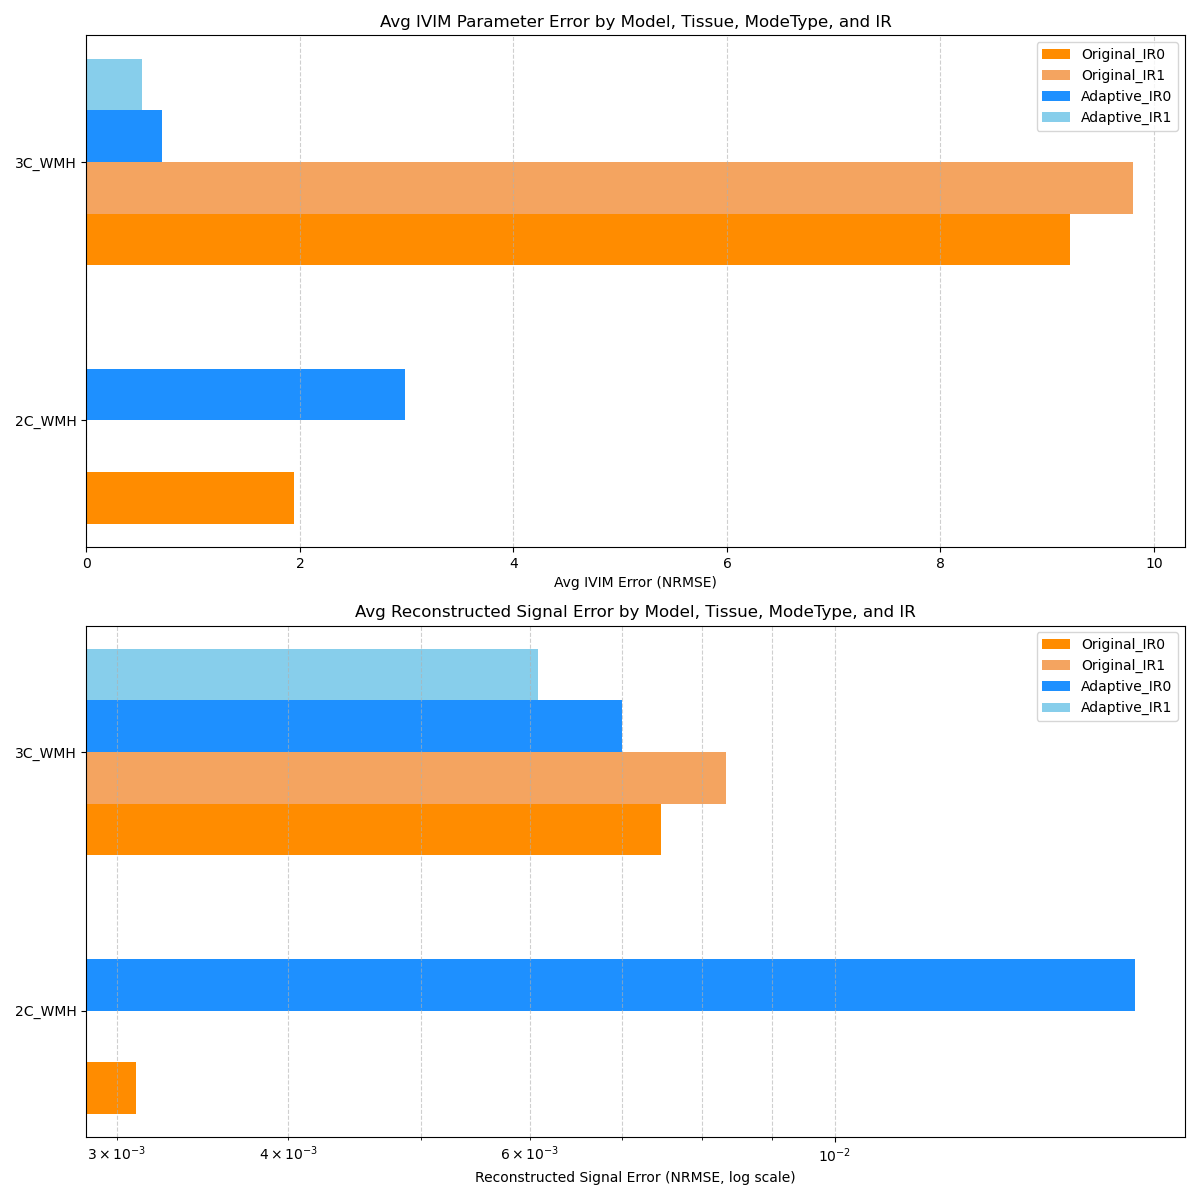 Avg IVIM Parameter Error by Model, Tissue, ModeType, and IR
Original_IR0
Original_IR1
Adaptive_IR0
Adaptive_IR1
3C_WMH
2C_WMH
0 2 4 6 8 10
Avg IVIM Error (NRMSE)
Avg Reconstructed Signal Error by Model, Tissue, ModeType, and IR
Original_IR0
Original_IR1
Adaptive_IR0
Adaptive_IR1
3C_WMH
2C_WMH
3 × 10⁻³ 4 × 10⁻³ 6 × 10⁻³ 10⁻²
Reconstructed Signal Error (NRMSE, log scale)